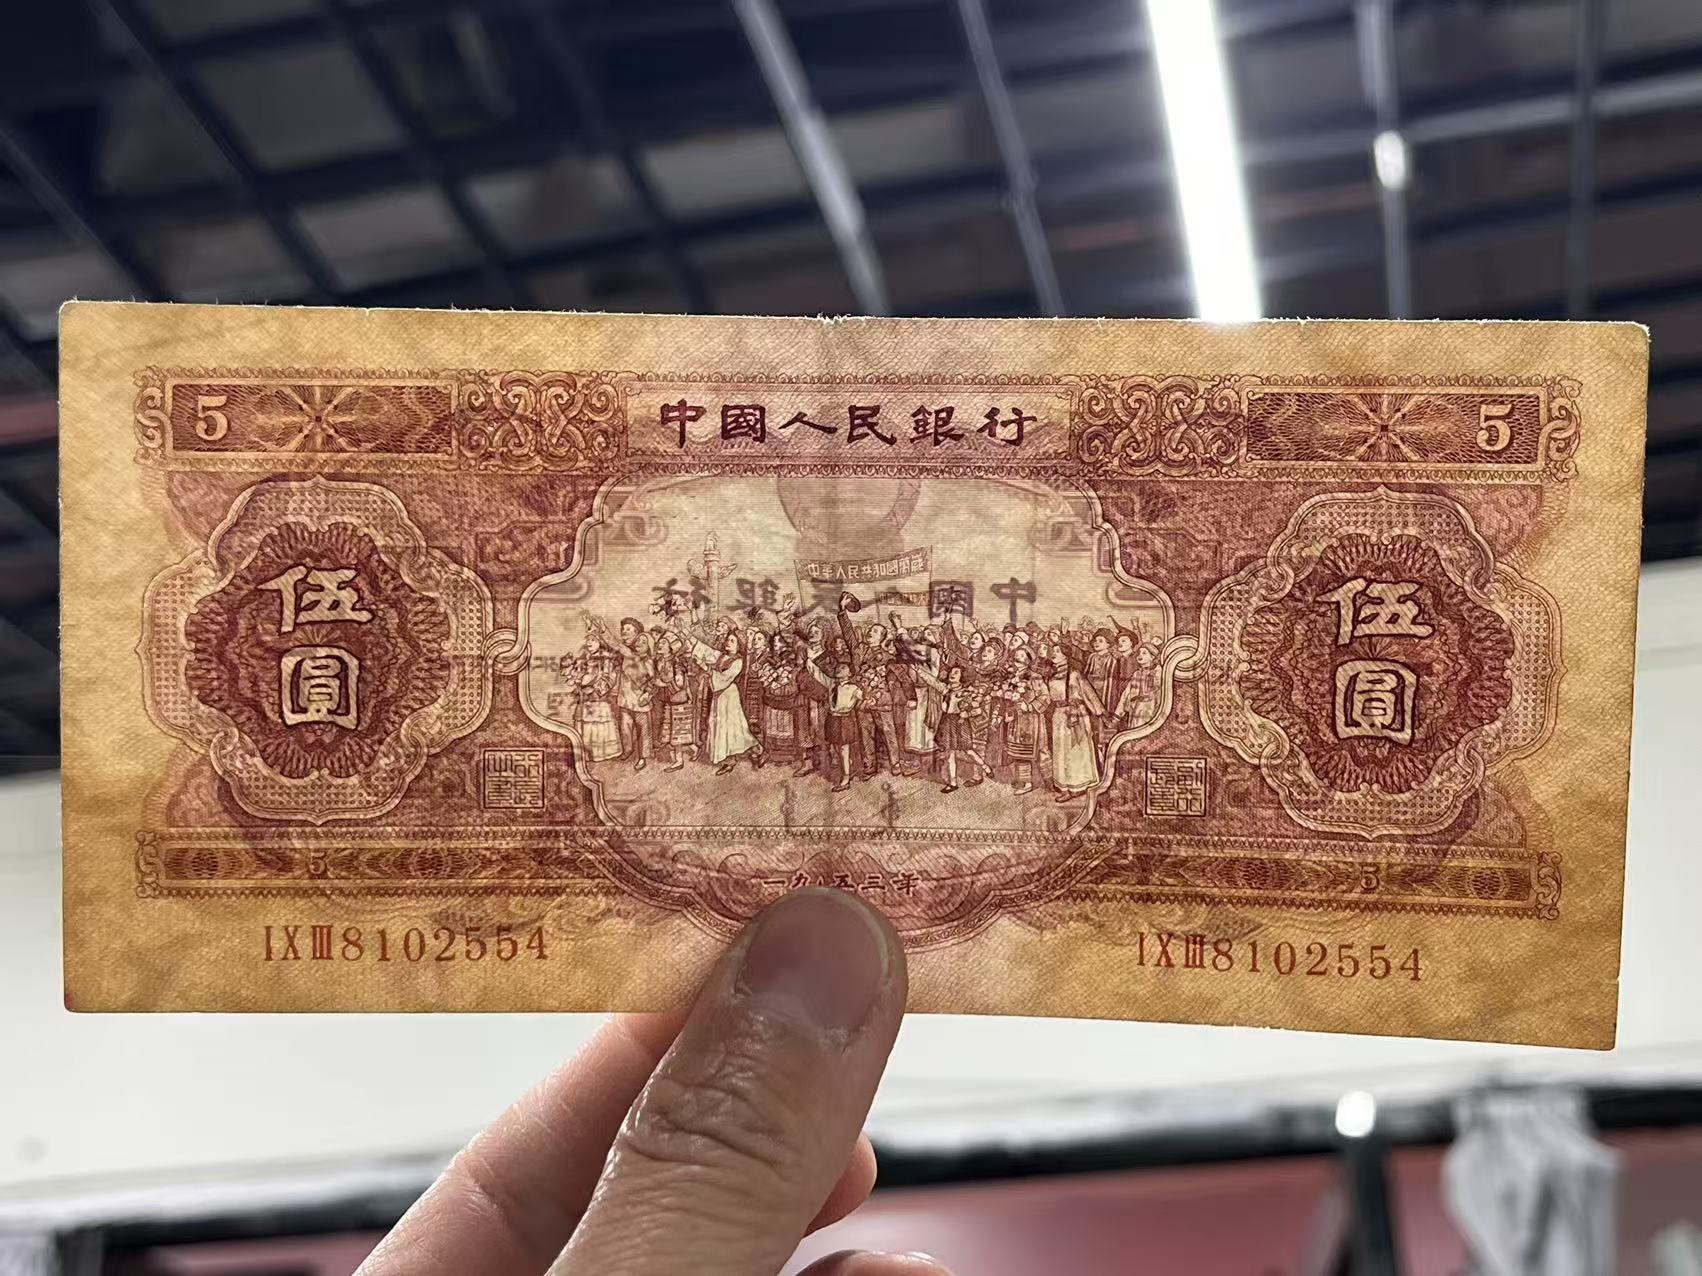 5 中國人民銀行 5
中华人民共和國萬歲
伍圓
伍圓
一九五三年
5 5
IXIII8102554 IXIII8102554